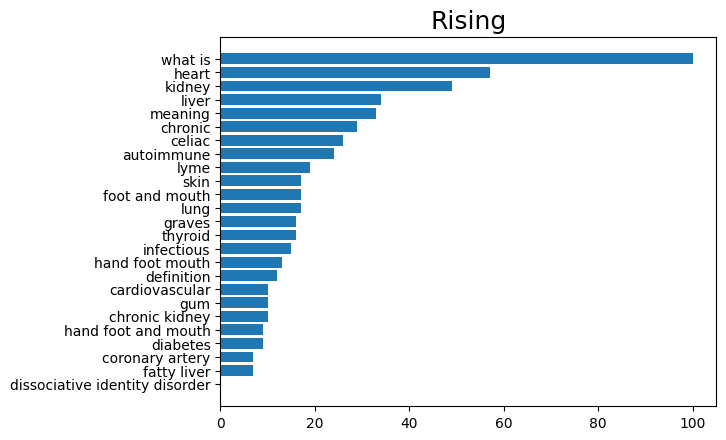 Rising
what is
heart
kidney
liver
meaning
chronic
celiac
autoimmune
lyme
skin
foot and mouth
lung
graves
thyroid
infectious
hand foot mouth
definition
cardiovascular
gum
chronic kidney
hand foot and mouth
diabetes
coronary artery
fatty liver
dissociative identity disorder
0 20 40 60 80 100